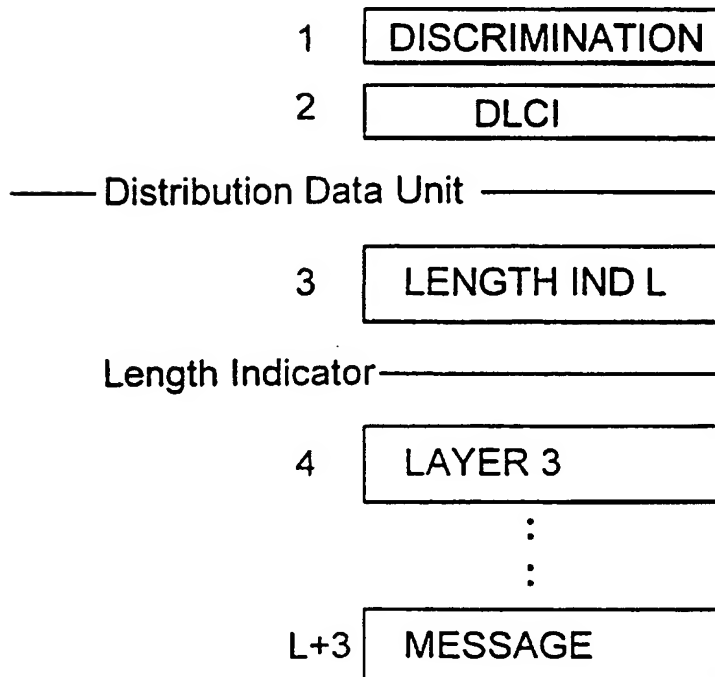 1 DISCRIMINATION
2 DLCI
Distribution Data Unit
3 LENGTH IND L
Length Indicator
4 LAYER 3
L+3 MESSAGE